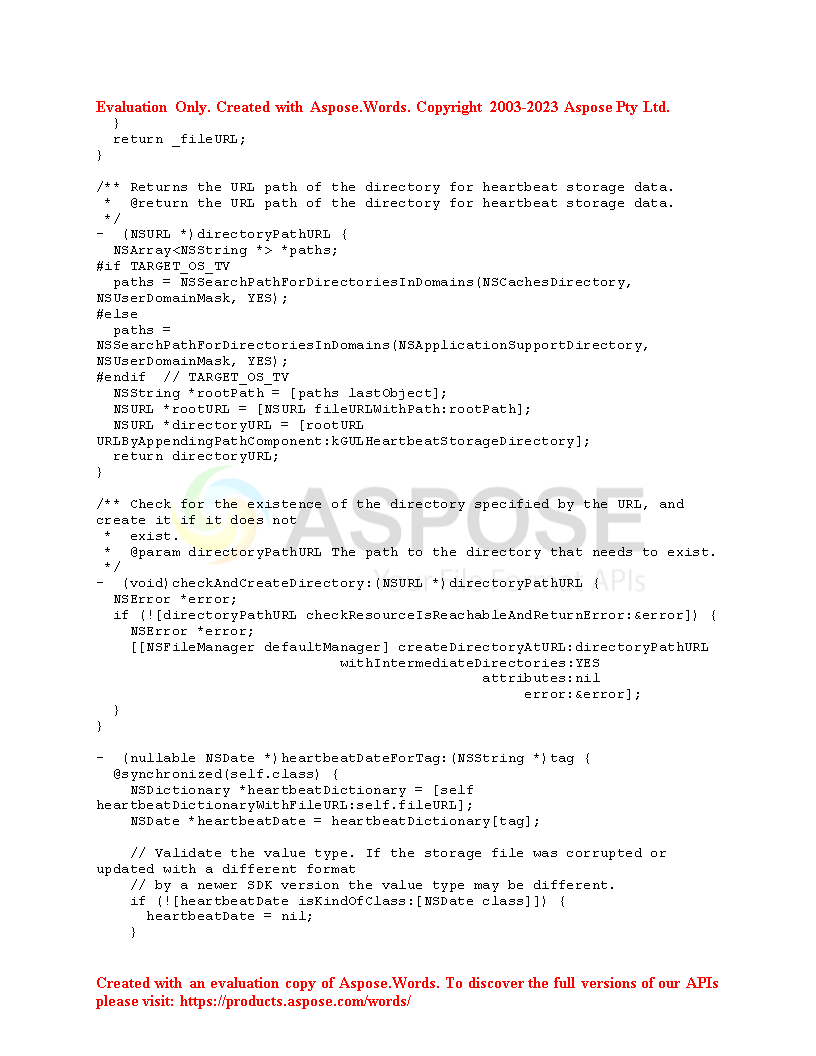 Evaluation Only. Created with Aspose.Words. Copyright 2003-2023 Aspose Pty Ltd.
  }
  return _fileURL;
}

/** Returns the URL path of the directory for heartbeat storage data.
 *  @return the URL path of the directory for heartbeat storage data.
 */
-  (NSURL *)directoryPathURL {
  NSArray<NSString *> *paths;
#if TARGET_OS_TV
  paths = NSSearchPathForDirectoriesInDomains(NSCachesDirectory,
NSUserDomainMask, YES);
#else
  paths =
NSSearchPathForDirectoriesInDomains(NSApplicationSupportDirectory,
NSUserDomainMask, YES);
#endif  // TARGET_OS_TV
  NSString *rootPath = [paths lastObject];
  NSURL *rootURL = [NSURL fileURLWithPath:rootPath];
  NSURL *directoryURL = [rootURL
URLByAppendingPathComponent:kGULHeartbeatStorageDirectory];
  return directoryURL;
}

/** Check for the existence of the directory specified by the URL, and
create it if it does not
 *  exist.
 *  @param directoryPathURL The path to the directory that needs to exist.
 */
ASPOSE
Your File Format APIs
-  (void)checkAndCreateDirectory:(NSURL *)directoryPathURL {
  NSError *error;
  if (![directoryPathURL checkResourceIsReachableAndReturnError:&error]) {
    NSError *error;
    [[NSFileManager defaultManager] createDirectoryAtURL:directoryPathURL
                             withIntermediateDirectories:YES
                                              attributes:nil
                                                   error:&error];
  }
}

-  (nullable NSDate *)heartbeatDateForTag:(NSString *)tag {
  @synchronized(self.class) {
    NSDictionary *heartbeatDictionary = [self
heartbeatDictionaryWithFileURL:self.fileURL];
    NSDate *heartbeatDate = heartbeatDictionary[tag];

    // Validate the value type. If the storage file was corrupted or
updated with a different format
    // by a newer SDK version the value type may be different.
    if (![heartbeatDate isKindOfClass:[NSDate class]]) {
      heartbeatDate = nil;
    }

Created with an evaluation copy of Aspose.Words. To discover the full versions of our APIs
please visit: https://products.aspose.com/words/